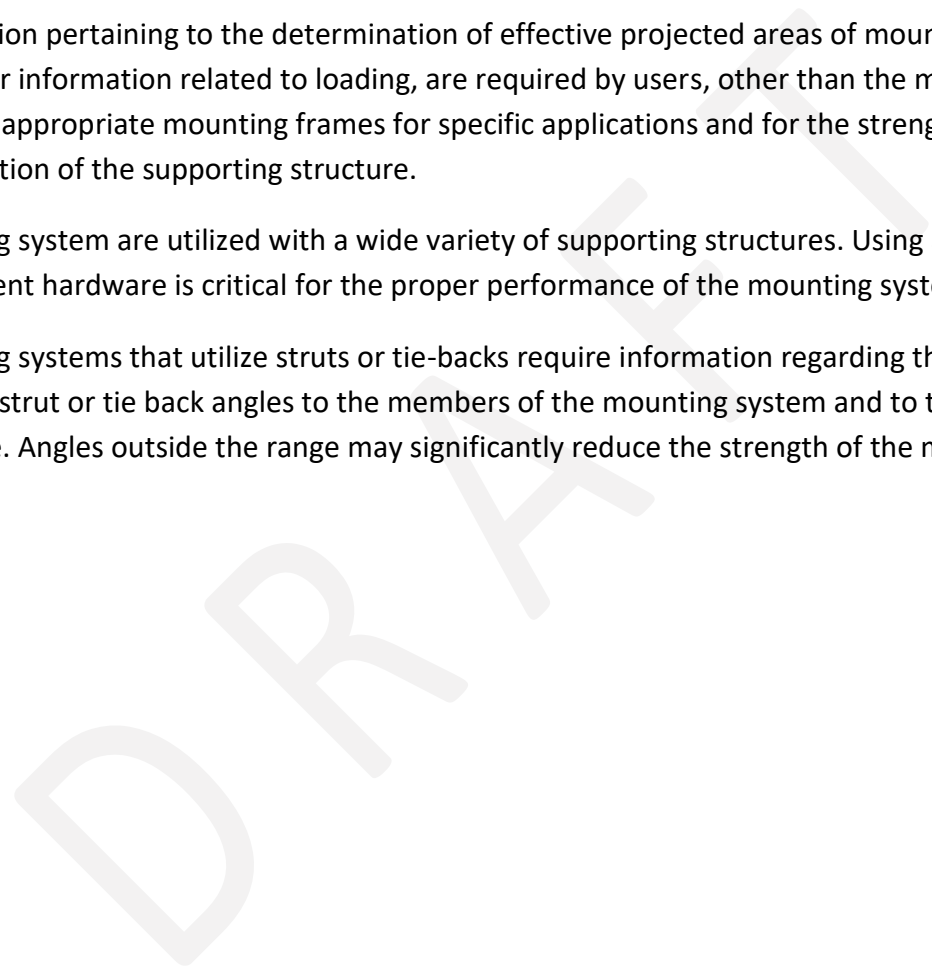 ion pertaining to the determination of effective projected areas of moun
r information related to loading, are required by users, other than the m
appropriate mounting frames for specific applications and for the streng
tion of the supporting structure.
g system are utilized with a wide variety of supporting structures. Using
ent hardware is critical for the proper performance of the mounting syst
g systems that utilize struts or tie-backs require information regarding th
strut or tie back angles to the members of the mounting system and to t
. Angles outside the range may significantly reduce the strength of the m
DRAFT